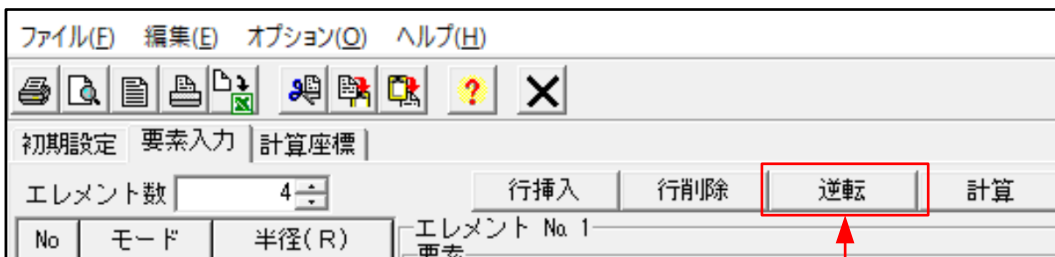 ファイル(F) 編集(E) オプション(O) ヘルプ(H)
初期設定 要素入力 計算座標
エレメント数 4 行挿入 行削除 逆転 計算
No モード 半径(R) エレメント No. 1
要素